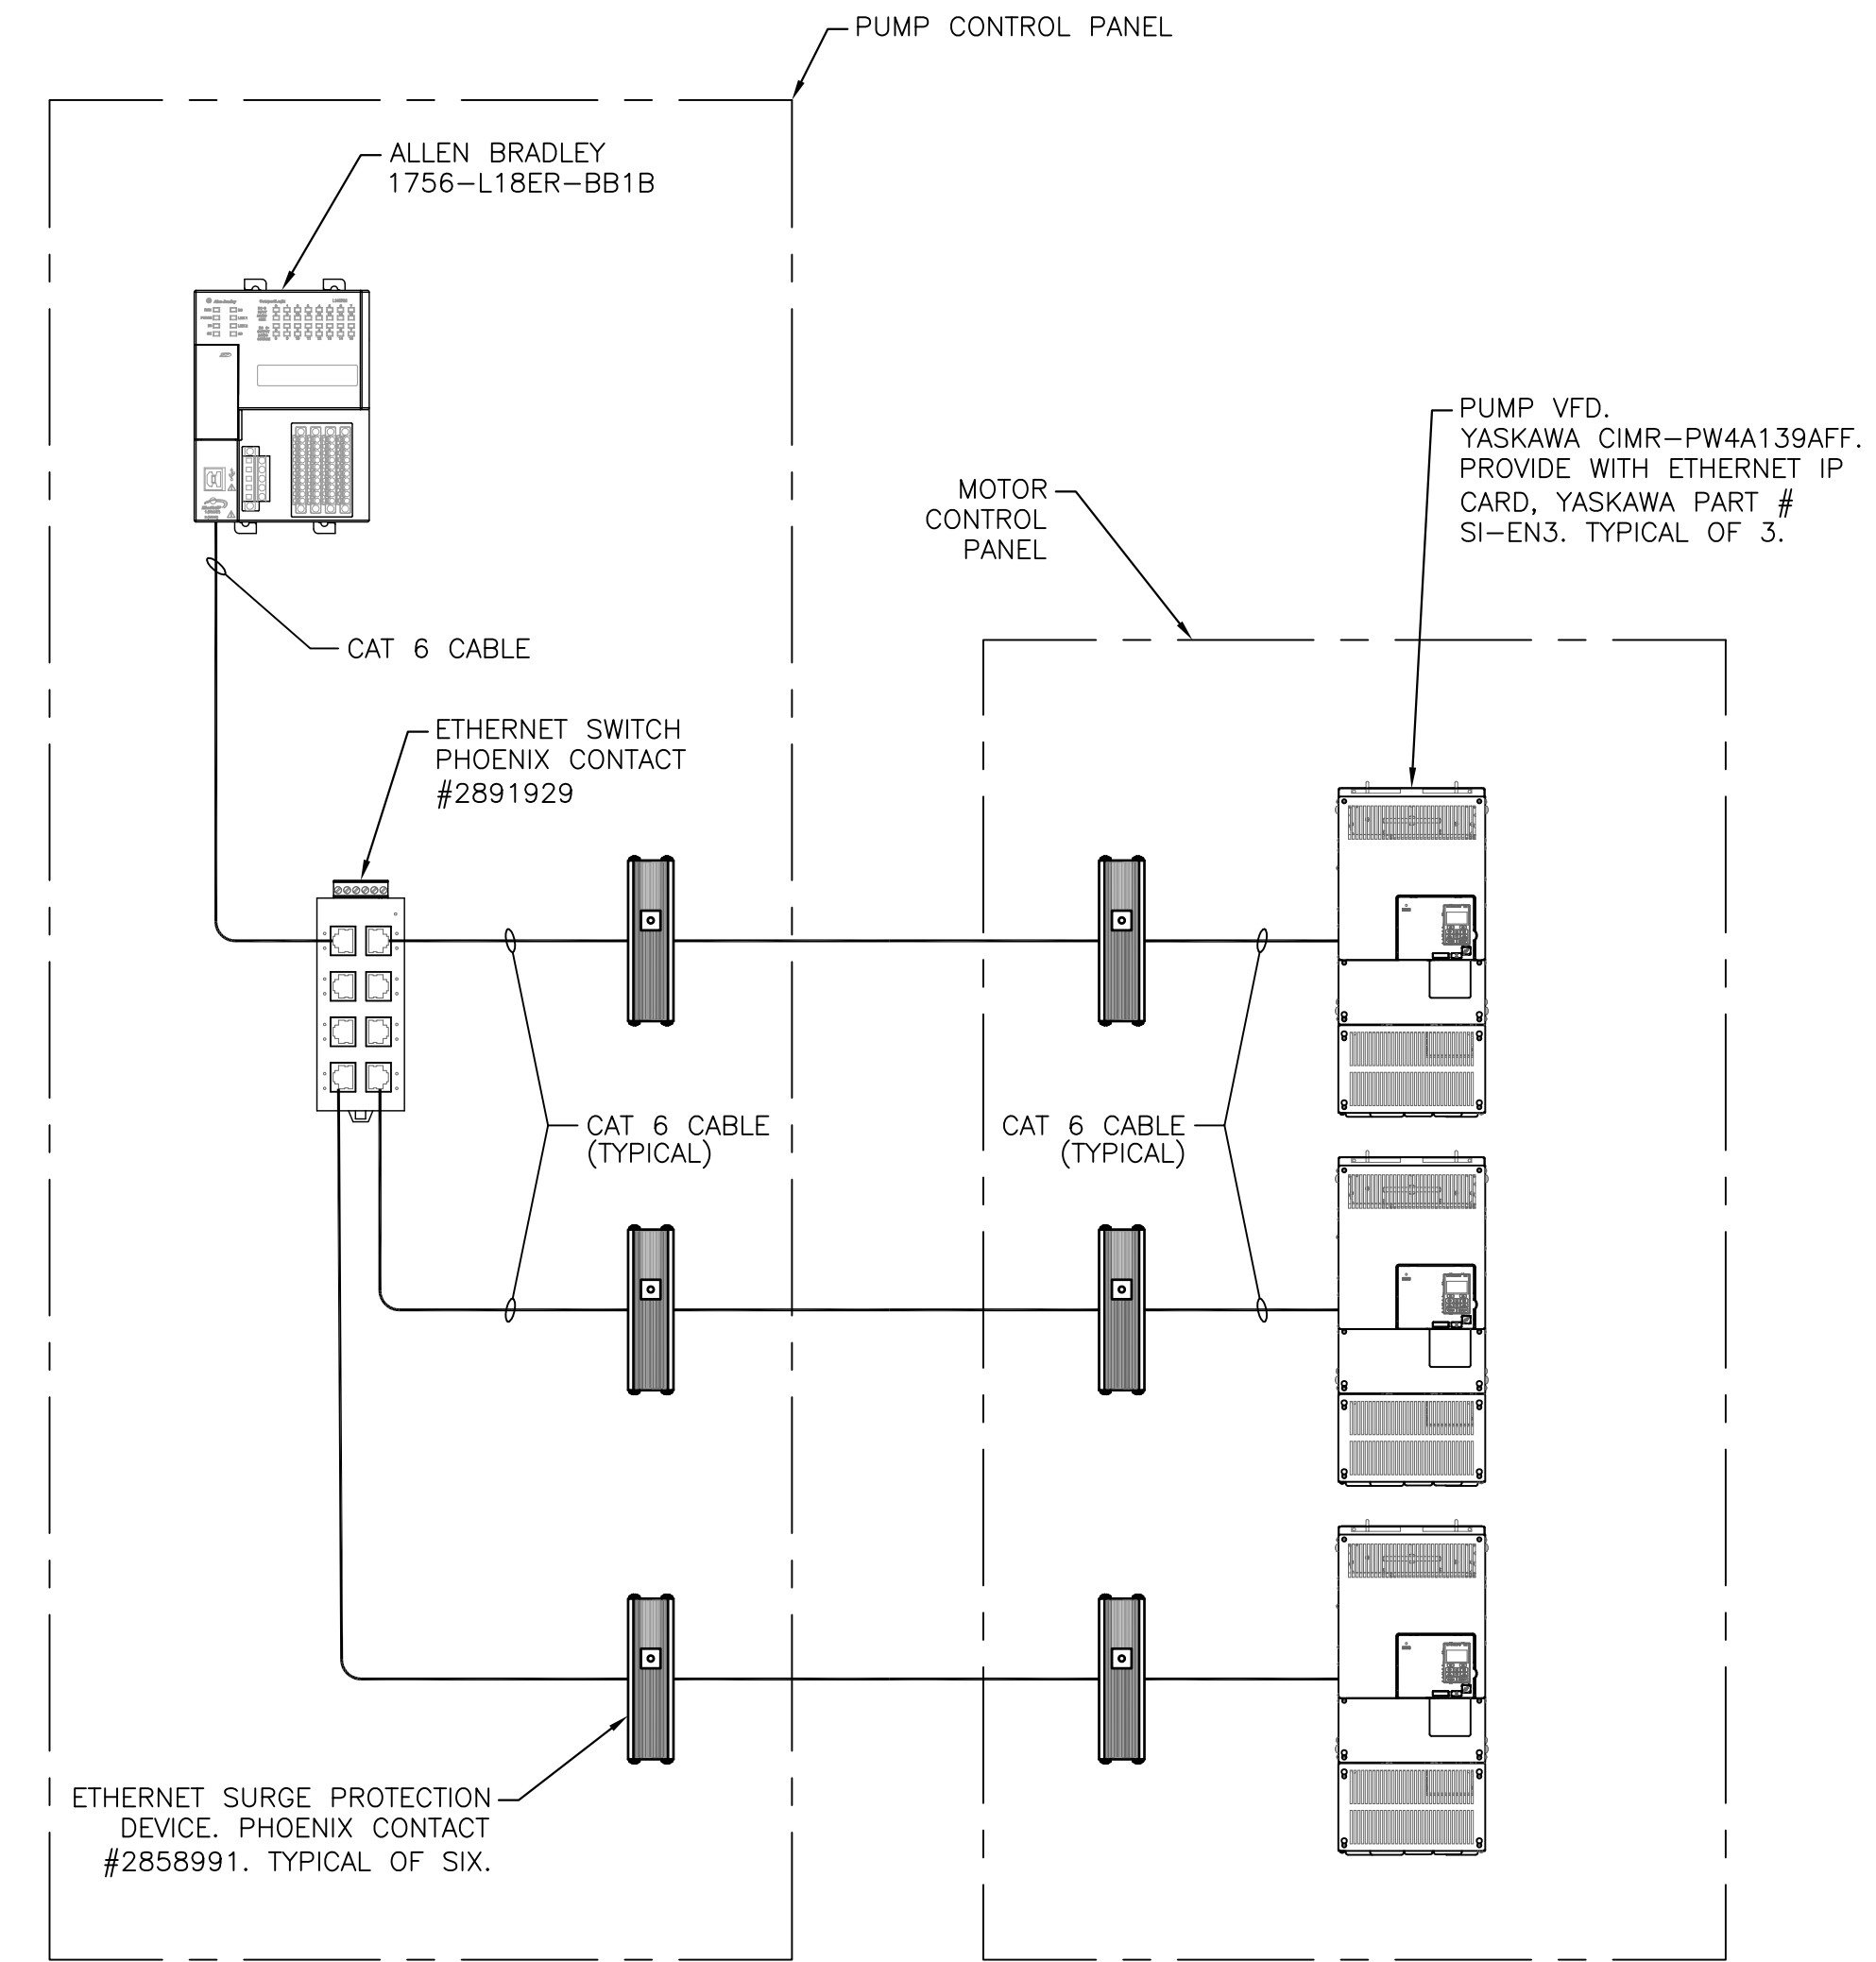 PUMP CONTROL PANEL
ALLEN BRADLEY
1756-L18ER-BB1B
PUMP VFD.
YASKAWA CIMR-PW4A139AFF.
PROVIDE WITH ETHERNET IP
CARD, YASKAWA PART #
SI-EN3. TYPICAL OF 3.
MOTOR
CONTROL
PANEL
CAT 6 CABLE
ETHERNET SWITCH
PHOENIX CONTACT
#2891929
CAT 6 CABLE
(TYPICAL)
CAT 6 CABLE
(TYPICAL)
ETHERNET SURGE PROTECTION
DEVICE. PHOENIX CONTACT
#2858991. TYPICAL OF SIX.